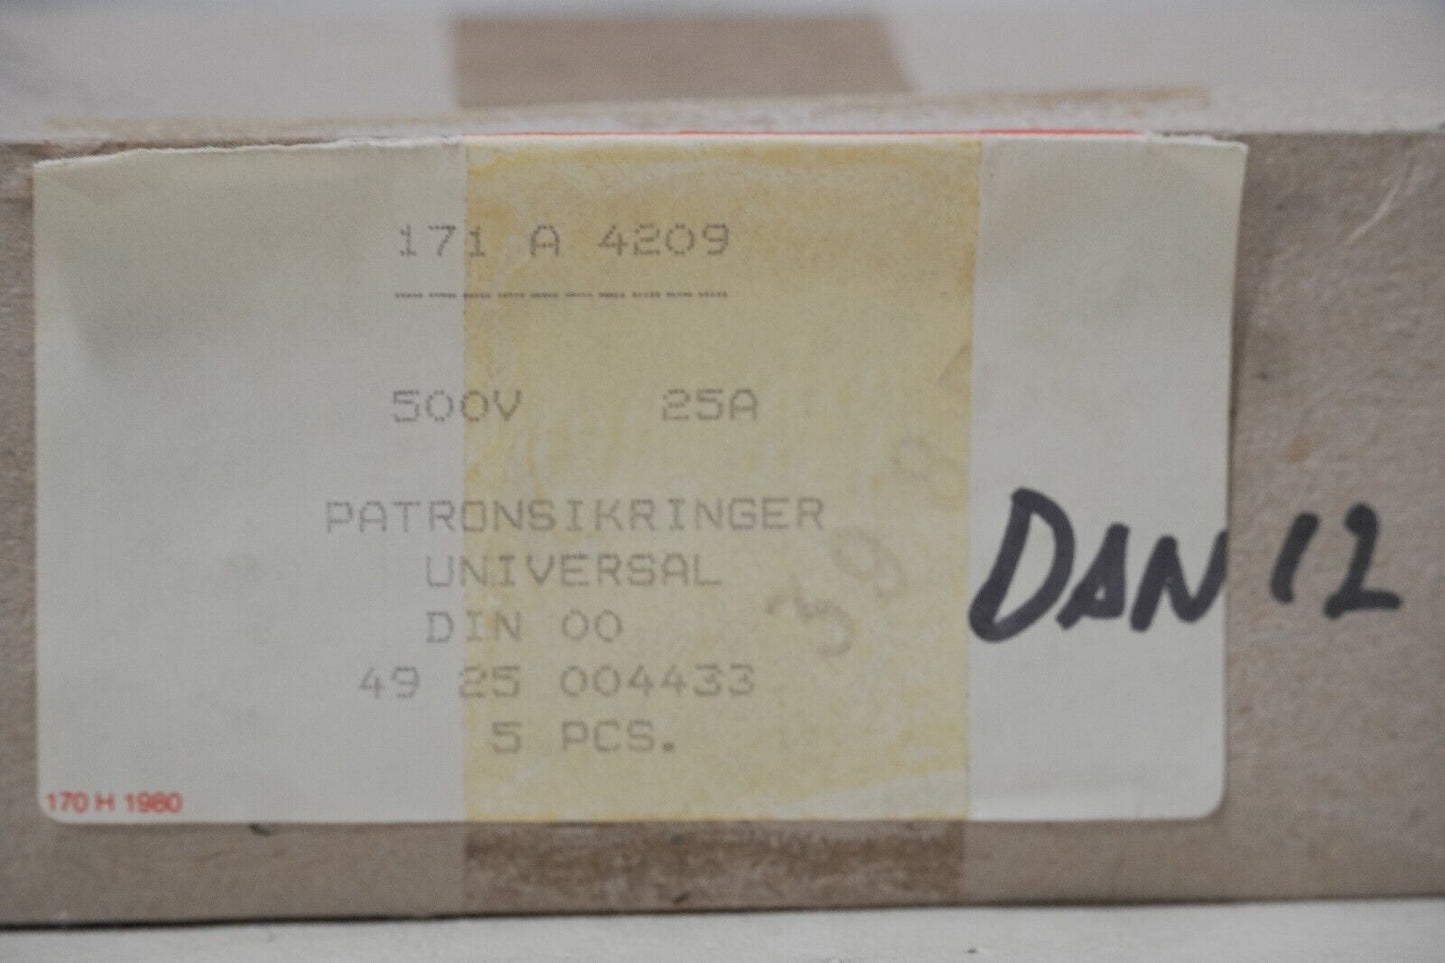 171 A 4209
----------
500V 25A
PATRONSIKRINGER
UNIVERSAL
DIN 00
49 25 004433
5 PCS.
DAN 12
170 H 1980